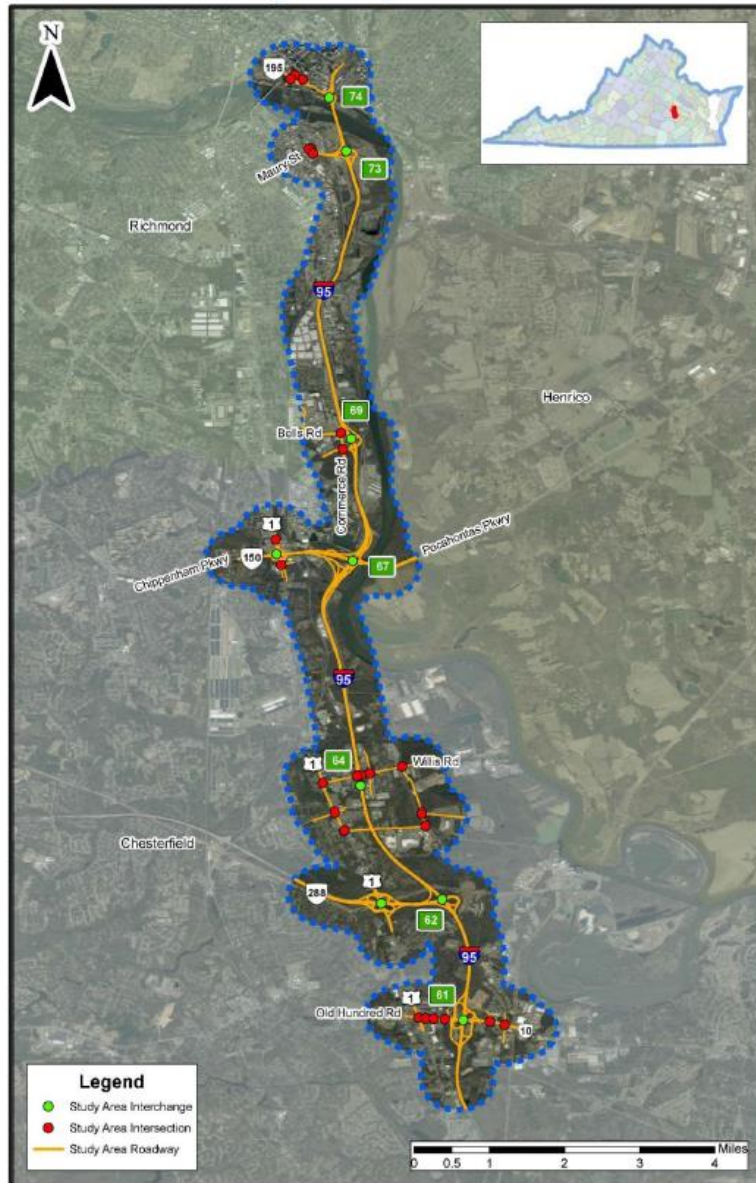 N
195
74
Maury St
73
Richmond
95
Henrico
69
Bells Rd
Commerce Rd
1
150
Chippenham Pkwy
67
Pocahontas Pkwy
95
1
64
Willis Rd
Chesterfield
1
288
62
95
61
1
Old Hundred Rd
10
Legend
Study Area Interchange
Study Area Intersection
Study Area Roadway
Miles
0 0.5 1 2 3 4